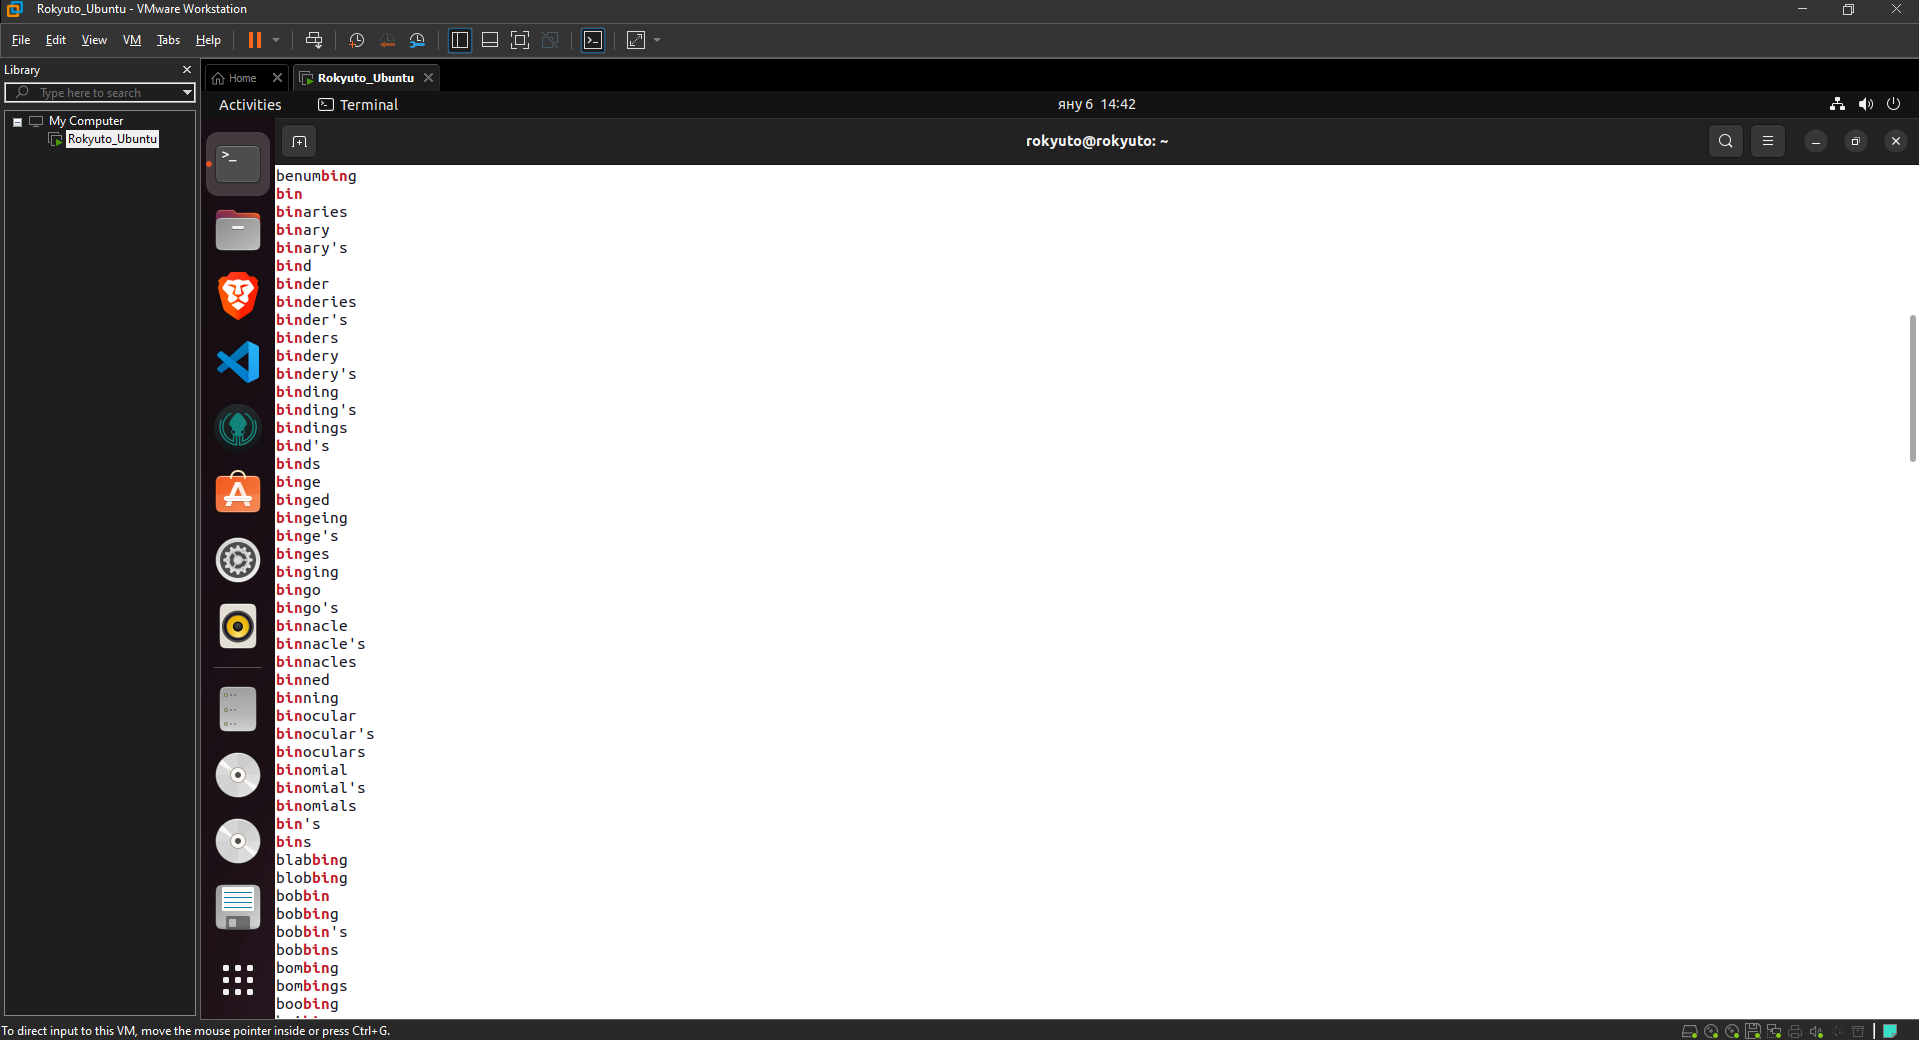 Rokyuto_Ubuntu - VMware Workstation
File Edit View VM Tabs Help
Library
Type here to search
My Computer
Rokyuto_Ubuntu
Home
Rokyuto_Ubuntu
Activities
Terminal
яну 6 14:42
rokyuto@rokyuto: ~
benumbing
bin
binaries
binary
binary's
bind
binder
binderies
binder's
binders
bindery
bindery's
binding
binding's
bindings
bind's
binds
binge
binged
bingeing
binge's
binges
binging
bingo
bingo's
binnacle
binnacle's
binnacles
binned
binning
binocular
binocular's
binoculars
binomial
binomial's
binomials
bin's
bins
blabbing
blobbing
bobbin
bobbing
bobbin's
bobbins
bombing
bombings
boobing
To direct input to this VM, move the mouse pointer inside or press Ctrl+G.